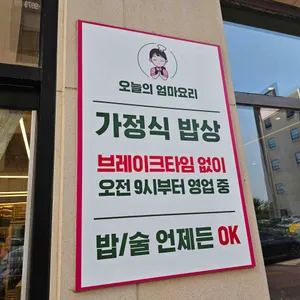 오늘의 엄마요리
가정식 밥상
브레이크타임 없이
오전 9시부터 영업 중
밥/술 언제든 OK